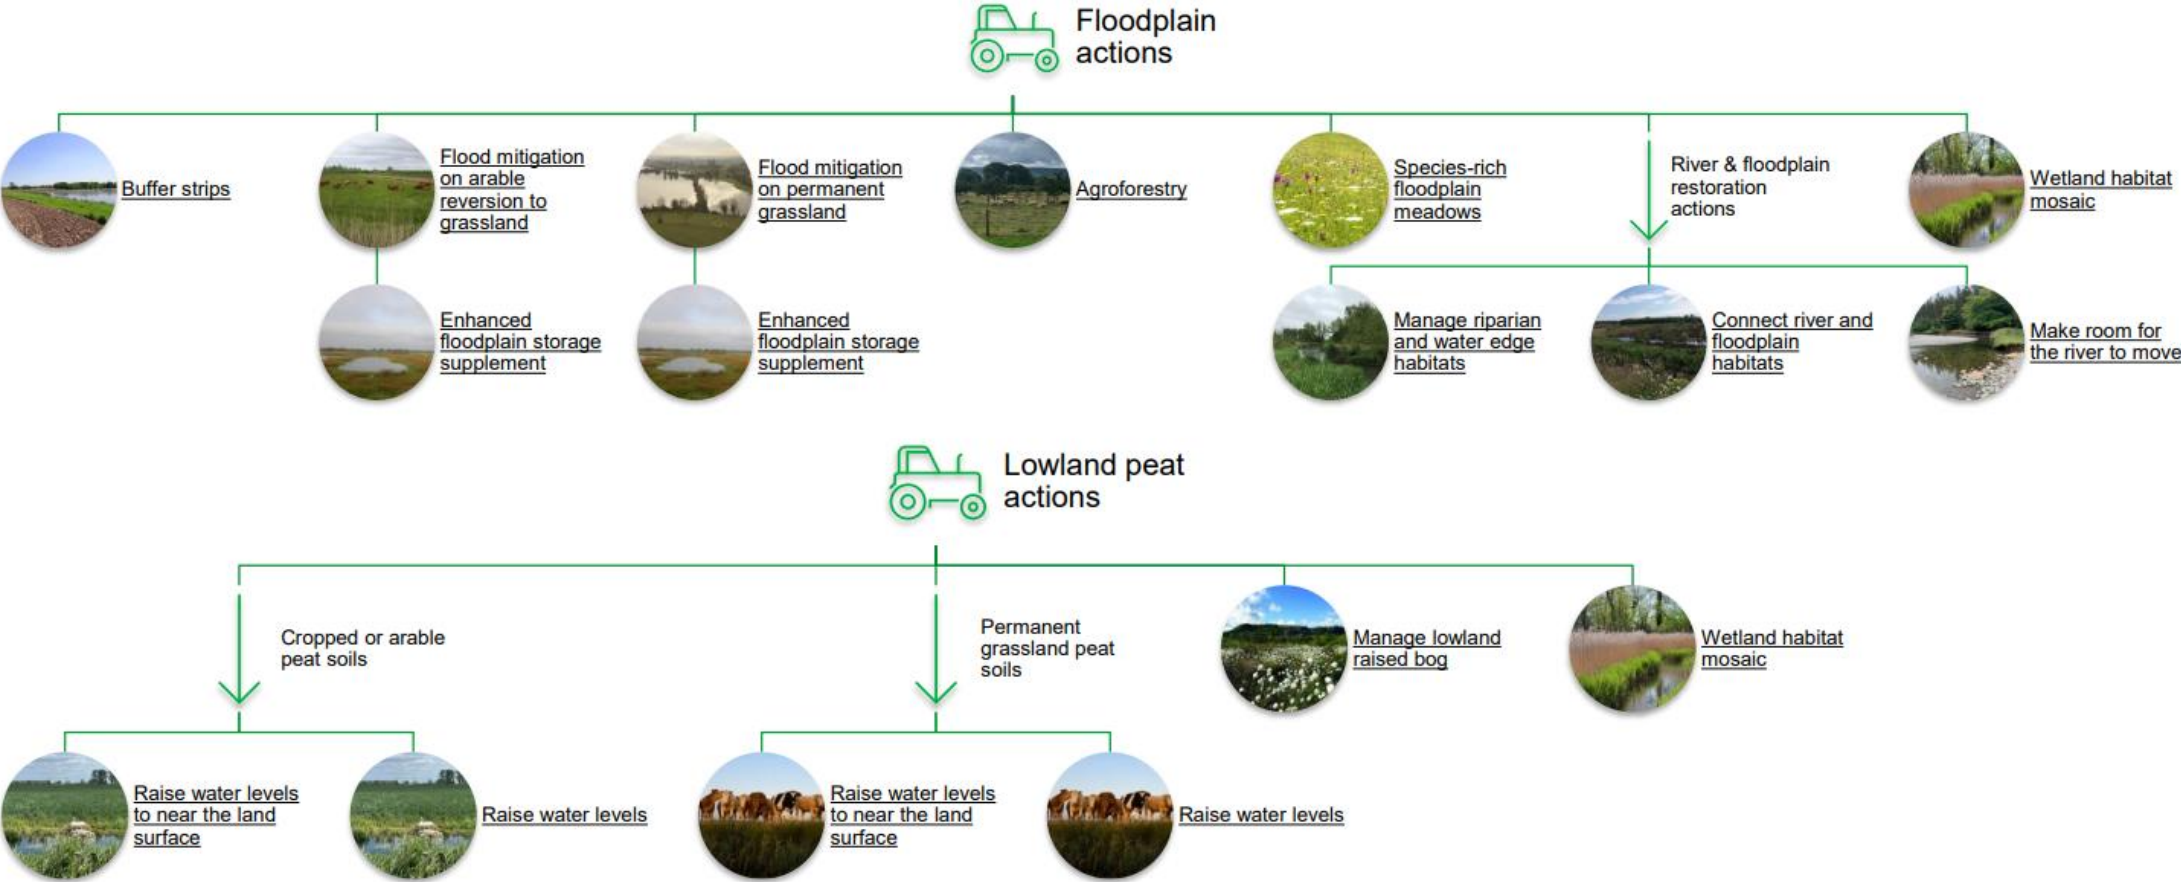 Floodplain
actions
Buffer strips
Flood mitigation
on arable
reversion to
grassland
Flood mitigation
on permanent
grassland
Agroforestry
Species-rich
floodplain
meadows
River & floodplain
restoration
actions
Wetland habitat
mosaic
Enhanced
floodplain storage
supplement
Enhanced
floodplain storage
supplement
Manage riparian
and water edge
habitats
Connect river and
floodplain
habitats
Make room for
the river to move
Lowland peat
actions
Cropped or arable
peat soils
Permanent
grassland peat
soils
Manage lowland
raised bog
Wetland habitat
mosaic
Raise water levels
to near the land
surface
Raise water levels
Raise water levels
to near the land
surface
Raise water levels